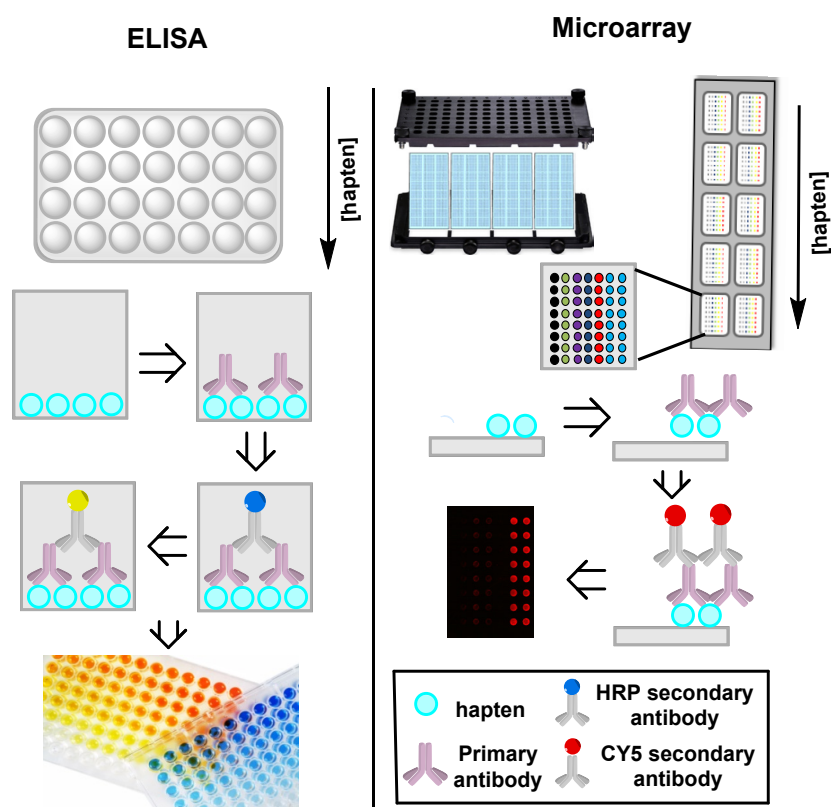 ELISA
Microarray
[hapten]
[hapten]
hapten
HRP secondary
antibody
Primary
antibody
CY5 secondary
antibody